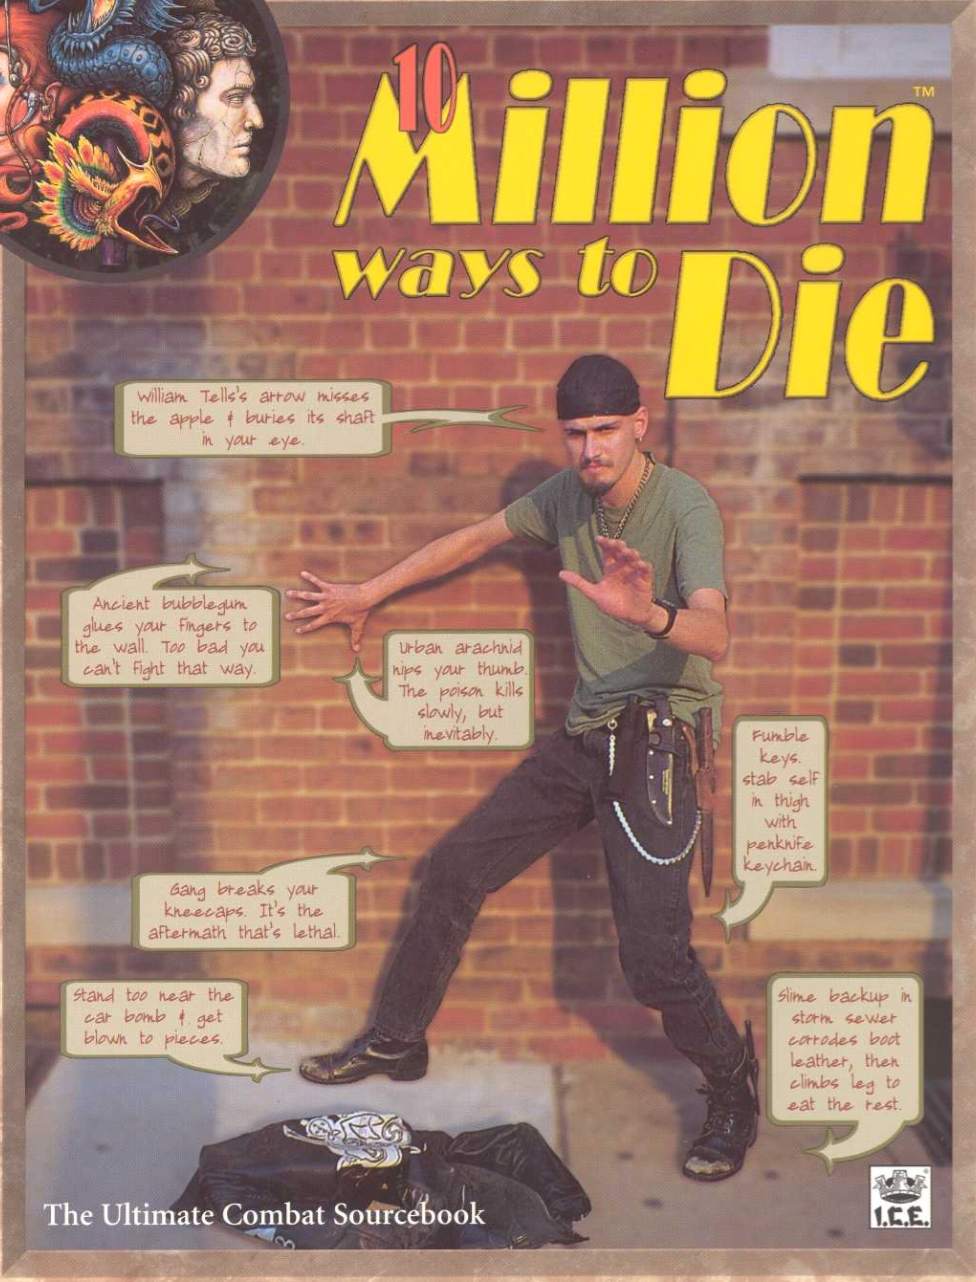 10
Million™
ways to
Die
William Tells's arrow misses
the apple & buries its shaft
in your eye.
Ancient bubblegum
glues your fingers to
the wall. Too bad you
can't fight that way.
Urban arachnid
nips your thumb.
The poison kills
slowly, but
inevitably.
Fumble
keys.
stab self
in thigh
with
penknife
keychain.
Gang breaks your
kneecaps. It's the
aftermath that's lethal.
Stand too near the
car bomb & get
blown to pieces.
Slime backup in
storm sewer
corrodes boot
leather, then
climbs leg to
eat the rest.
The Ultimate Combat Sourcebook
I.C.E.®